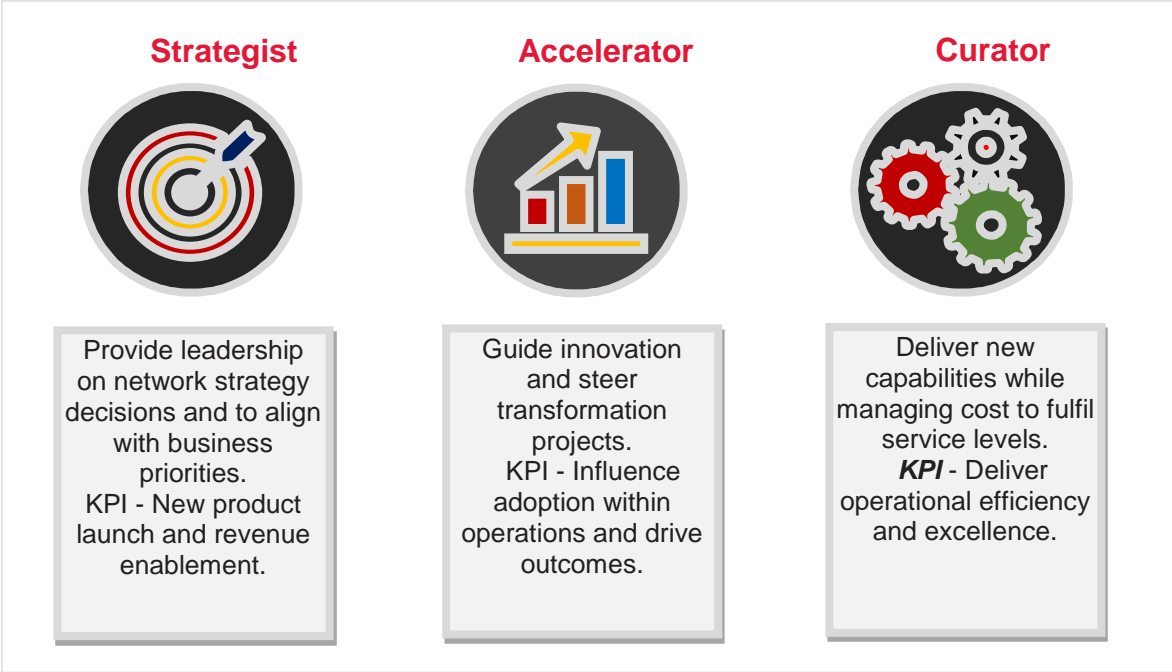 Strategist
Provide leadership
on network strategy
decisions and to align
with business
priorities.
KPI - New product
launch and revenue
enablement.
Accelerator
Guide innovation
and steer
transformation
projects.
KPI - Influence
adoption within
operations and drive
outcomes.
Curator
Deliver new
capabilities while
managing cost to fulfil
service levels.
KPI - Deliver
operational efficiency
and excellence.